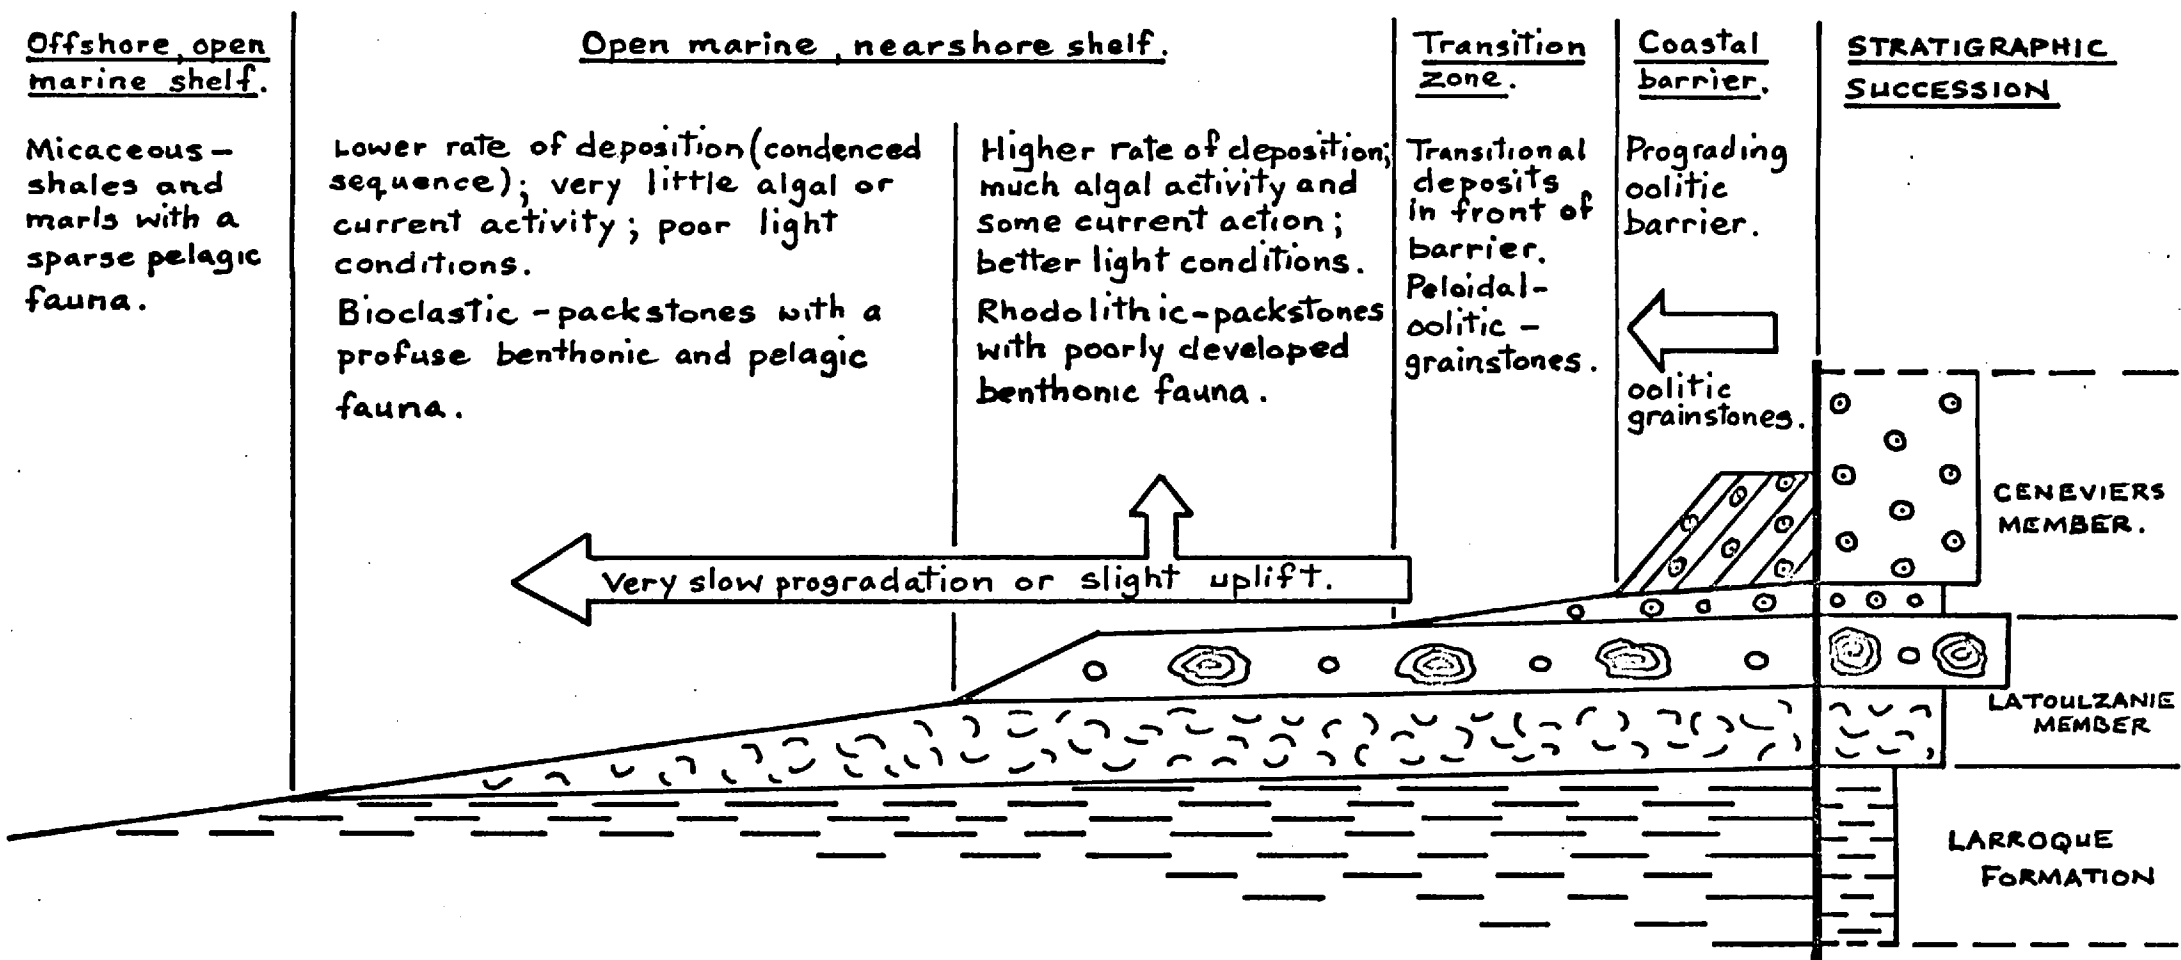 Offshore, open
marine shelf.
Micaceous-
shales and
marls with a
sparse pelagic
fauna.
Open marine, nearshore shelf.
Lower rate of deposition (condenced
sequence); very little algal or
current activity; poor light
conditions.
Bioclastic-packstones with a
profuse benthonic and pelagic
fauna.
Higher rate of deposition;
much algal activity and
some current action;
better light conditions.
Rhodolithic-packstones
with poorly developed
benthonic fauna.
Very slow progradation or slight uplift.
Transition
zone.
Transitional
deposits
in front of
barrier.
Peloidal-
oolitic-
grainstones.
Coastal
barrier.
Prograding
oolitic
barrier.
oolitic
grainstones.
STRATIGRAPHIC
SUCCESSION
CENEVIERS
MEMBER.
LATOULZANIE
MEMBER
LARROQUE
FORMATION